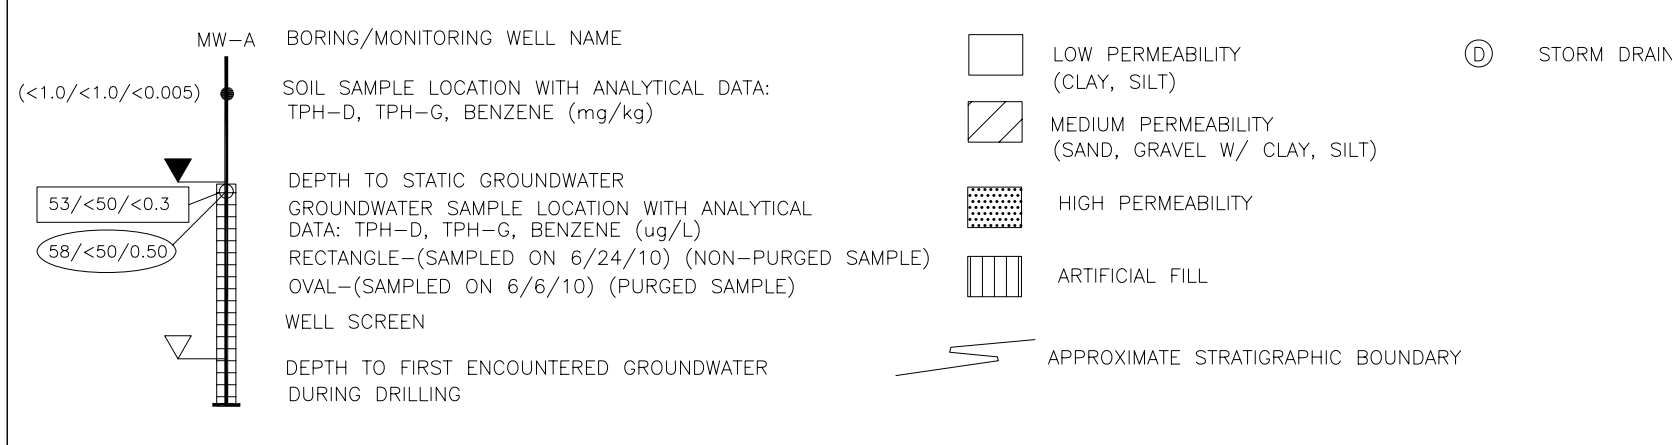 MW-A
BORING/MONITORING WELL NAME
(<1.0/<1.0/<0.005)
SOIL SAMPLE LOCATION WITH ANALYTICAL DATA:
TPH-D, TPH-G, BENZENE (mg/kg)
DEPTH TO STATIC GROUNDWATER
53/<50/<0.3
GROUNDWATER SAMPLE LOCATION WITH ANALYTICAL
DATA: TPH-D, TPH-G, BENZENE (ug/L)
58/<50/0.50
RECTANGLE-(SAMPLED ON 6/24/10) (NON-PURGED SAMPLE)
OVAL-(SAMPLED ON 6/6/10) (PURGED SAMPLE)
WELL SCREEN
DEPTH TO FIRST ENCOUNTERED GROUNDWATER
DURING DRILLING
LOW PERMEABILITY
(CLAY, SILT)
MEDIUM PERMEABILITY
(SAND, GRAVEL W/ CLAY, SILT)
HIGH PERMEABILITY
ARTIFICIAL FILL
APPROXIMATE STRATIGRAPHIC BOUNDARY
D STORM DRAIN